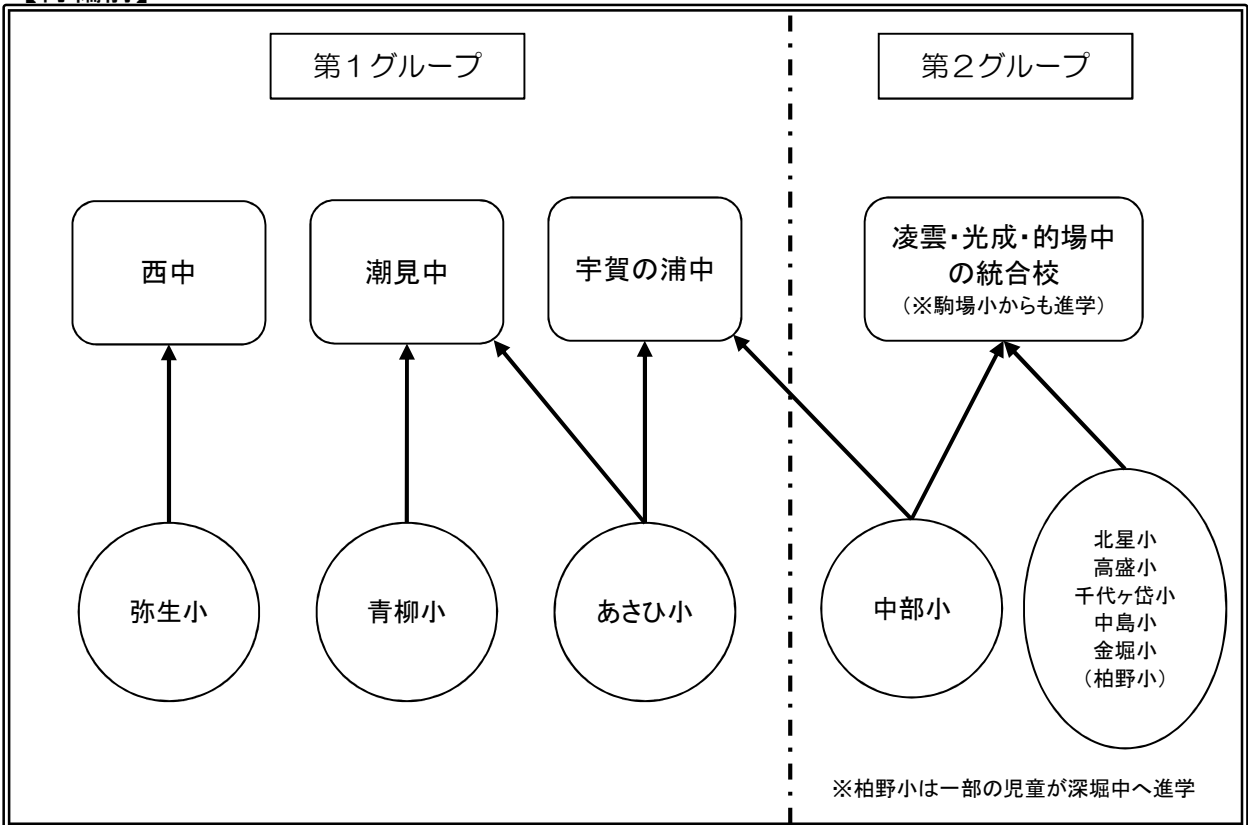 第1グループ
第2グループ
西中
潮見中
宇賀の浦中
凌雲・光成・的場中
の統合校
(※駒場小からも進学)
弥生小
青柳小
あさひ小
中部小
北星小
高盛小
千代ヶ岱小
中島小
金堀小
(柏野小)
※柏野小は一部の児童が深堀中へ進学